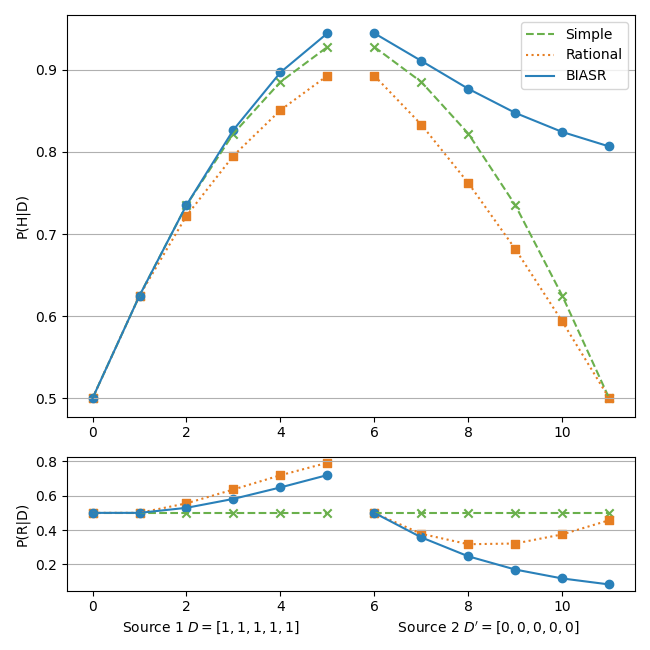 Simple
Rational
BIASR
P(H|D)
0.9
0.8
0.7
0.6
0.5
0 2 4 6 8 10
P(R|D)
0.8
0.6
0.4
0.2
0 2 4 6 8 10
Source 1 D = [1, 1, 1, 1, 1] Source 2 D′ = [0, 0, 0, 0, 0]